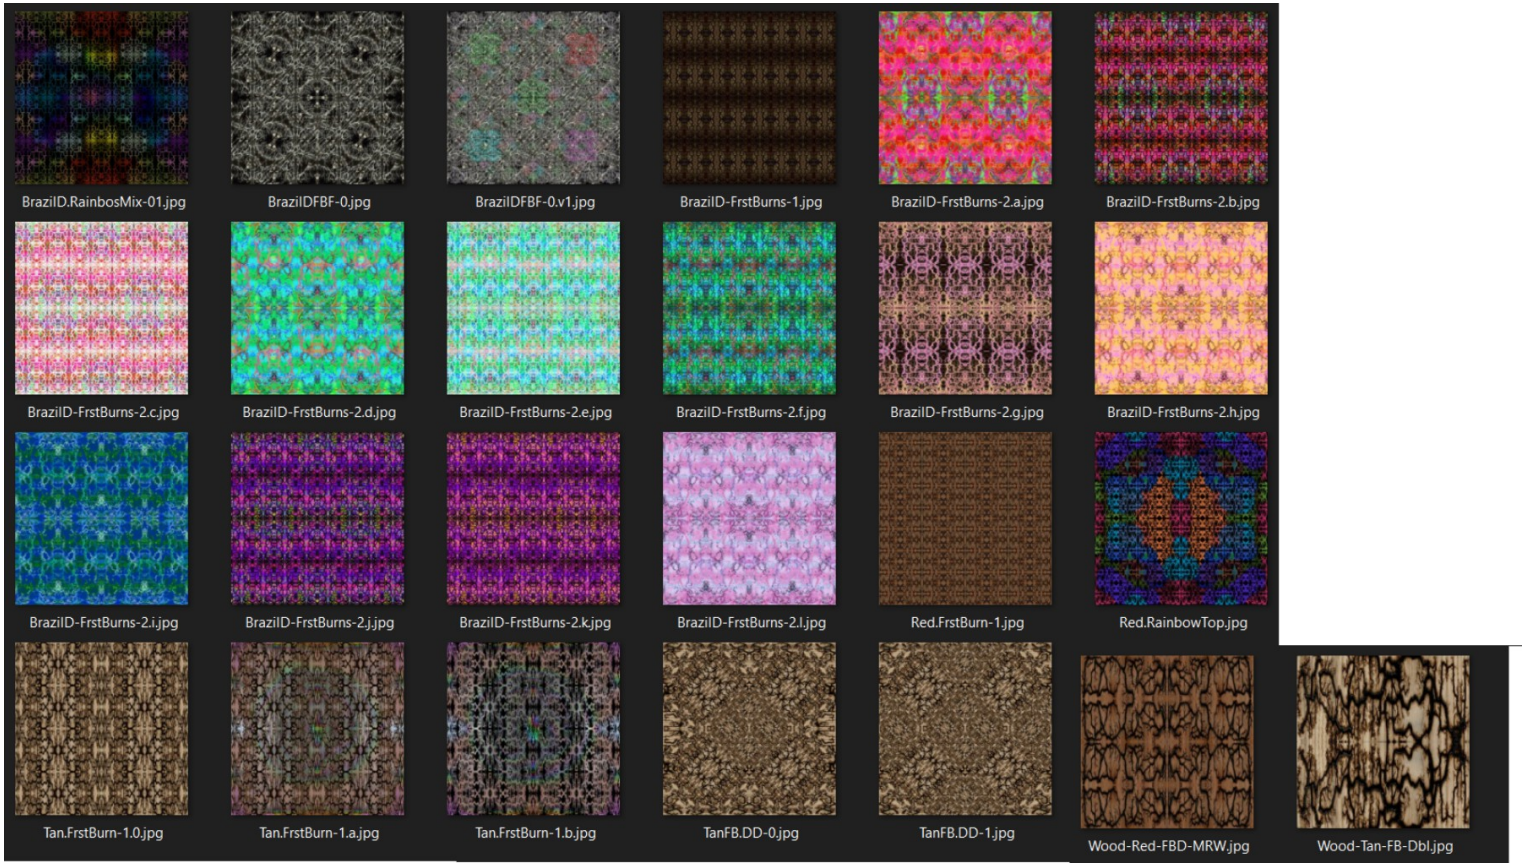 BrazilD.RainbosMix-01.jpg
BrazilDFBF-0.jpg
BrazilDFBF-0.v1.jpg
BrazilD-FrstBurns-1.jpg
BrazilD-FrstBurns-2.a.jpg
BrazilD-FrstBurns-2.b.jpg
BrazilD-FrstBurns-2.c.jpg
BrazilD-FrstBurns-2.d.jpg
BrazilD-FrstBurns-2.e.jpg
BrazilD-FrstBurns-2.f.jpg
BrazilD-FrstBurns-2.g.jpg
BrazilD-FrstBurns-2.h.jpg
BrazilD-FrstBurns-2.i.jpg
BrazilD-FrstBurns-2.j.jpg
BrazilD-FrstBurns-2.k.jpg
BrazilD-FrstBurns-2.l.jpg
Red.FrstBurn-1.jpg
Red.RainbowTop.jpg
Tan.FrstBurn-1.0.jpg
Tan.FrstBurn-1.a.jpg
Tan.FrstBurn-1.b.jpg
TanFB.DD-0.jpg
TanFB.DD-1.jpg
Wood-Red-FBD-MRW.jpg
Wood-Tan-FB-Dbl.jpg